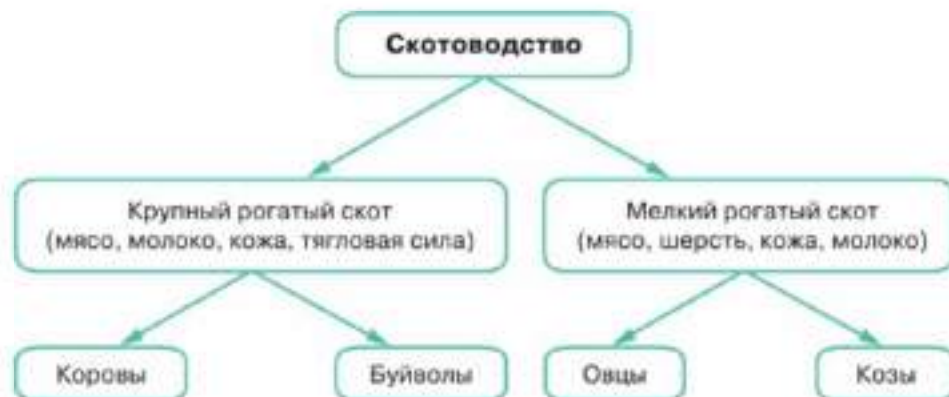 Скотоводство
Крупный рогатый скот
(мясо, молоко, кожа, тягловая сила)
Мелкий рогатый скот
(мясо, шерсть, кожа, молоко)
Коровы
Буйволы
Овцы
Козы